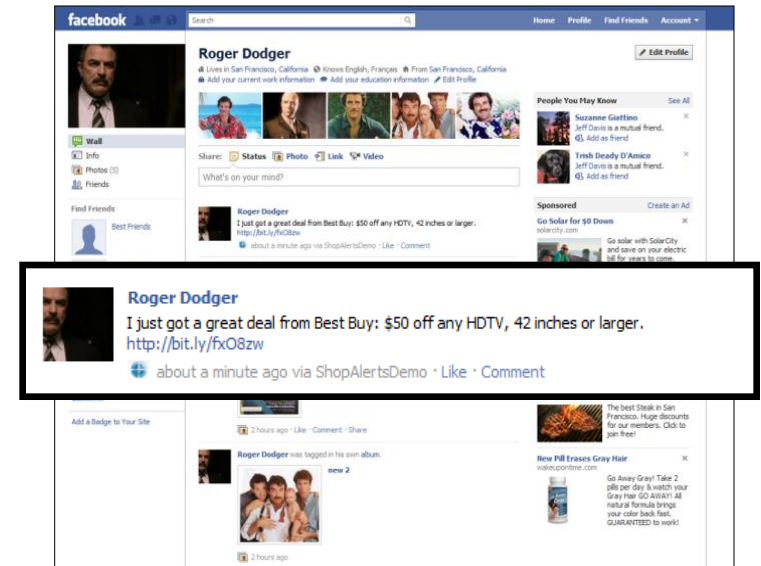 facebook
Search
Home Profile Find Friends Account
Roger Dodger
Edit Profile
Lives in San Francisco, California Knows English, Français From San Francisco, California
Add your current work information Add your education information Edit Profile
Wall
Info
Photos (5)
Friends
Find Friends
Best Friends
Share: Status Photo Link Video
What's on your mind?
Roger Dodger
I just got a great deal from Best Buy: $50 off any HDTV, 42 inches or larger.
http://bit.ly/fxO8zw
about a minute ago via ShopAlertsDemo · Like · Comment
People You May Know See All
Suzanne Giattino
Jeff Davis is a mutual friend.
Add as friend
Trish Deady D'Amico
Jeff Davis is a mutual friend.
Add as friend
Sponsored Create an Ad
Go Solar for $0 Down
solarcity.com
Go solar with SolarCity
and save on your electric
bill for years to come.
Roger Dodger
I just got a great deal from Best Buy: $50 off any HDTV, 42 inches or larger.
http://bit.ly/fxO8zw
about a minute ago via ShopAlertsDemo · Like · Comment
Add a Badge to Your Site
2 hours ago · Like · Comment · Share
Roger Dodger was tagged in his own album.
new 2
2 hours ago
The best Steak in San
Francisco. Huge discounts
for our members. Click to
join free!
New Pill Erases Gray Hair
wakeupontime.com
Go Away Gray! Take 2
pills per day & watch your
Gray Hair GO AWAY! All
natural formula brings
your color back fast.
GUARANTEED to work!